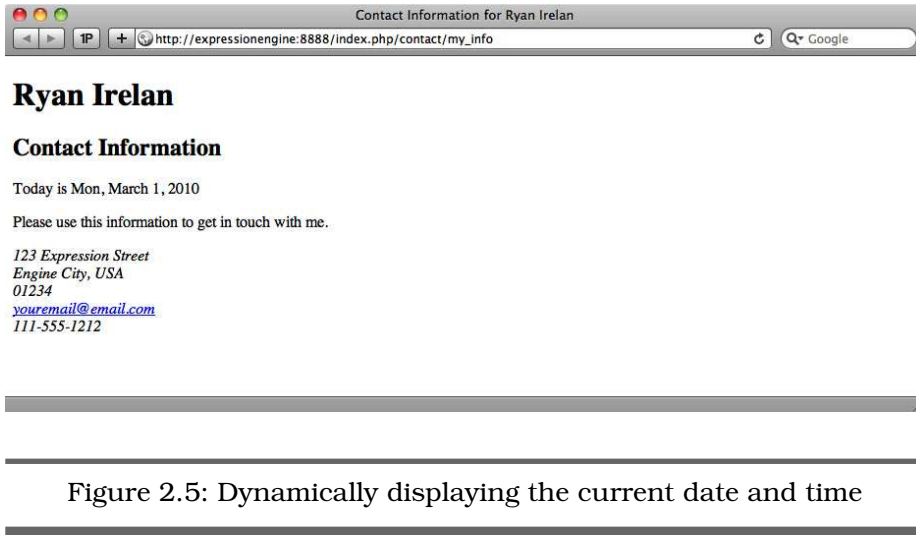 Contact Information for Ryan Irelan
1P + http://expressionengine:8888/index.php/contact/my_info Google
Ryan Irelan
Contact Information
Today is Mon, March 1, 2010
Please use this information to get in touch with me.
123 Expression Street
Engine City, USA
01234
youremail@email.com
111-555-1212
Figure 2.5: Dynamically displaying the current date and time